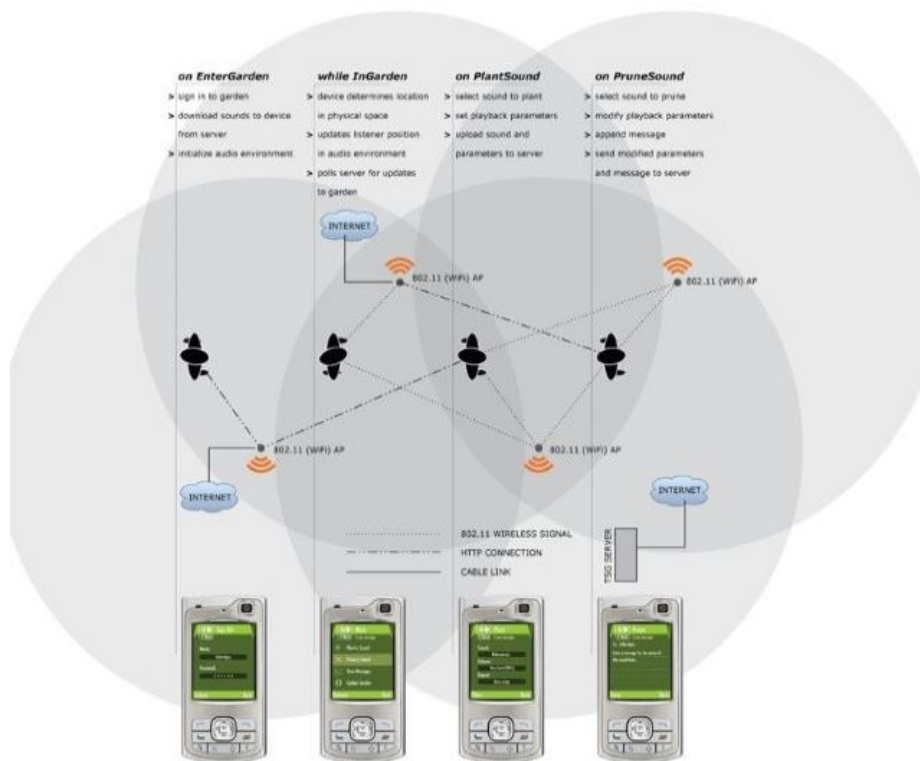 on EnterGarden
> sign in to garden
> download sounds to device
from server
> initialize audio environment
while InGarden
> device determines location
in physical space
> updates listener position
in audio environment
> polls server for updates
to garden
on PlantSound
> select sound to plant
> set playback parameters
> upload sound and
parameters to server
on PruneSound
> select sound to prune
> modify playback parameters
> append message
> send modified parameters
and message to server
INTERNET
802.11 (WiFi) AP
802.11 (WiFi) AP
802.11 (WiFi) AP
802.11 (WiFi) AP
INTERNET
INTERNET
802.11 WIRELESS SIGNAL
HTTP CONNECTION
CABLE LINK
TSG SERVER